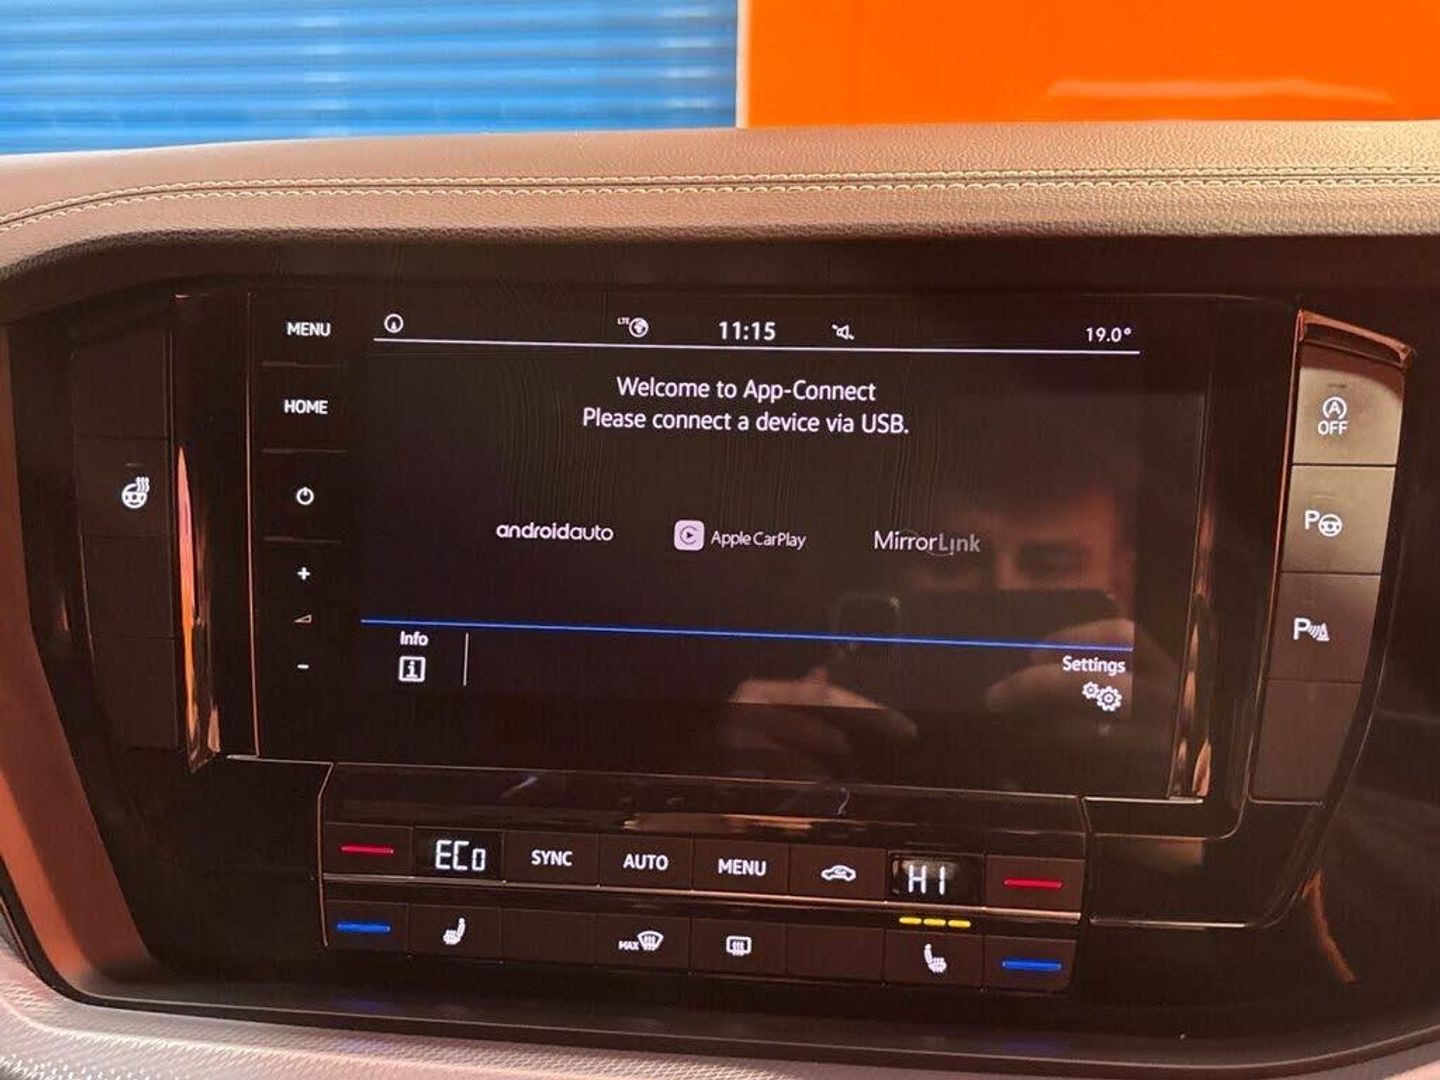 MENU
HOME
LTE
11:15
19.0°
Welcome to App-Connect
Please connect a device via USB.
androidauto
Apple CarPlay
MirrorLink
Info
Settings
A
OFF
P
P
ECO
SYNC
AUTO
MENU
HI
MAX